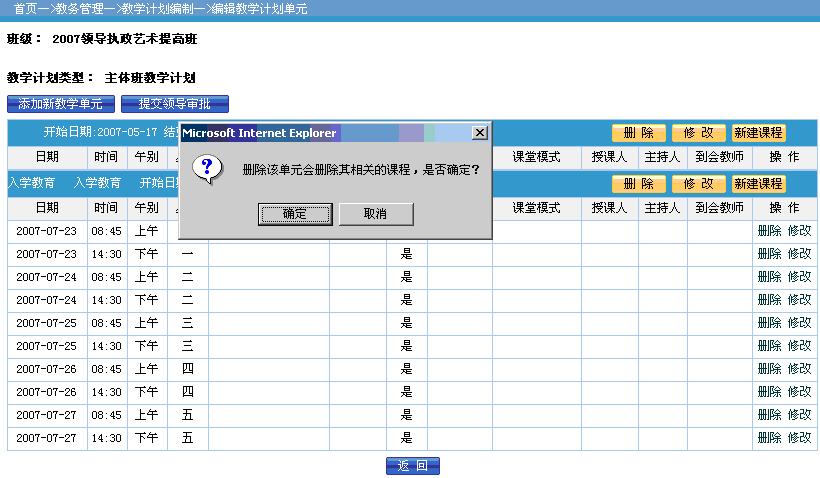 首页—>教务管理—>教学计划编制—>编辑教学计划单元
班级： 2007领导执政艺术提高班
教学计划类型： 主体班教学计划
添加新教学单元 提交领导审批
开始日期:2007-05-17 删 除 修 改 新建课程
Microsoft Internet Explorer
删除该单元会删除其相关的课程，是否确定？
确定 取消
日期 时间 午别 课堂模式 授课人 主持人 到会教师 操 作
入学教育 入学教育 开始日 删 除 修 改 新建课程
日期 时间 午别 课堂模式 授课人 主持人 到会教师 操 作
2007-07-23 08:45 上午 删除 修改
2007-07-23 14:30 下午 一 是 删除 修改
2007-07-24 08:45 上午 二 是 删除 修改
2007-07-24 14:30 下午 二 是 删除 修改
2007-07-25 08:45 上午 三 是 删除 修改
2007-07-25 14:30 下午 三 是 删除 修改
2007-07-26 08:45 上午 四 是 删除 修改
2007-07-26 14:30 下午 四 是 删除 修改
2007-07-27 08:45 上午 五 是 删除 修改
2007-07-27 14:30 下午 五 是 删除 修改
返 回